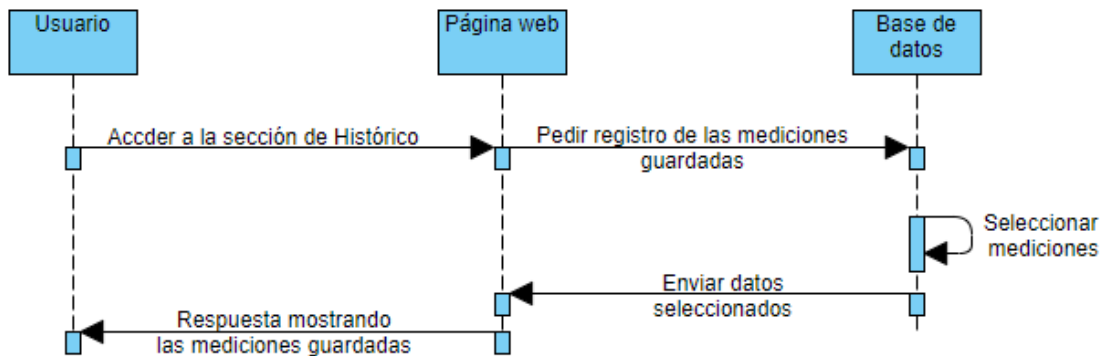 Usuario
Página web
Base de
datos
Accder a la sección de Histórico
Pedir registro de las mediciones
guardadas
Seleccionar
mediciones
Enviar datos
seleccionados
Respuesta mostrando
las mediciones guardadas